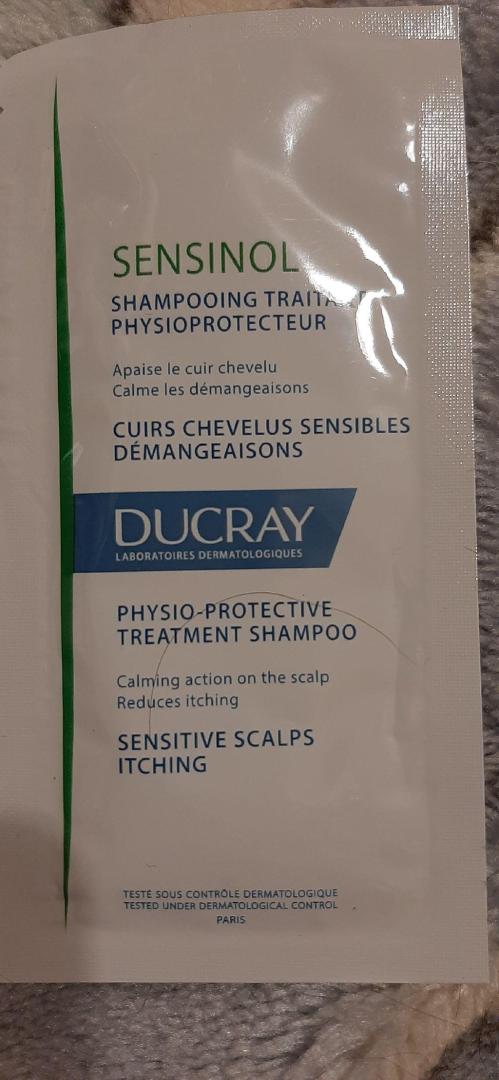 SENSINOL
SHAMPOOING
PHYSIOPROTECTEUR
Apaise le cuir chevelu
Calme les démangeaisons
CUIRS CHEVELUS SENSIBLES
DÉMANGEAISONS
DUCRAY
LABORATOIRES DERMATOLOGIQUES
PHYSIO-PROTECTIVE
TREATMENT SHAMPOO
Calming action on the scalp
Reduces itching
SENSITIVE SCALPS
ITCHING
TESTÉ SOUS CONTRÔLE DERMATOLOGIQUE
TESTED UNDER DERMATOLOGICAL CONTROL
PARIS